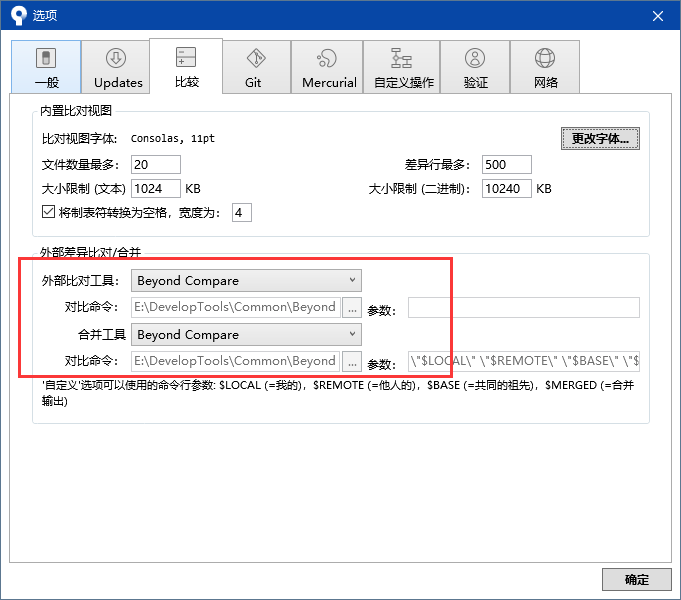 选项
一般 Updates 比较 Git Mercurial 自定义操作 验证 网络
内置比对视图
比对视图字体: Consolas, 11pt 更改字体...
文件数量最多: 20 差异行最多: 500
大小限制 (文本) 1024 KB 大小限制 (二进制): 10240 KB
将制表符转换为空格，宽度为: 4
外部差异比对/合并
外部比对工具: Beyond Compare
对比命令: E:\DevelopTools\Common\Beyond ... 参数:
合并工具 Beyond Compare
对比命令: E:\DevelopTools\Common\Beyond ... 参数: \"$LOCAL\" \"$REMOTE\" \"$BASE\" \"$
'自定义'选项可以使用的命令行参数: $LOCAL (=我的)，$REMOTE (=他人的)，$BASE (=共同的祖先)，$MERGED (=合并
输出)
确定